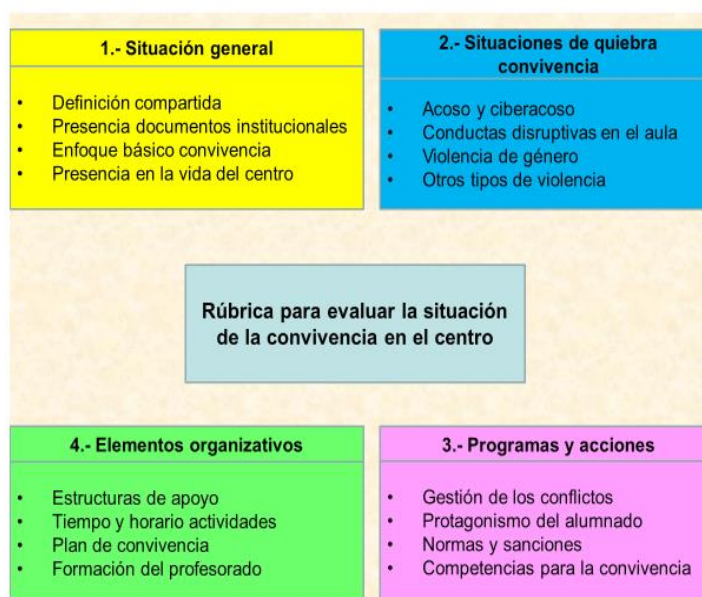 1.- Situación general
• Definición compartida
• Presencia documentos institucionales
• Enfoque básico convivencia
• Presencia en la vida del centro
2.- Situaciones de quiebra
convivencia
• Acoso y ciberacoso
• Conductas disruptivas en el aula
• Violencia de género
• Otros tipos de violencia
Rúbrica para evaluar la situación
de la convivencia en el centro
4.- Elementos organizativos
• Estructuras de apoyo
• Tiempo y horario actividades
• Plan de convivencia
• Formación del profesorado
3.- Programas y acciones
• Gestión de los conflictos
• Protagonismo del alumnado
• Normas y sanciones
• Competencias para la convivencia